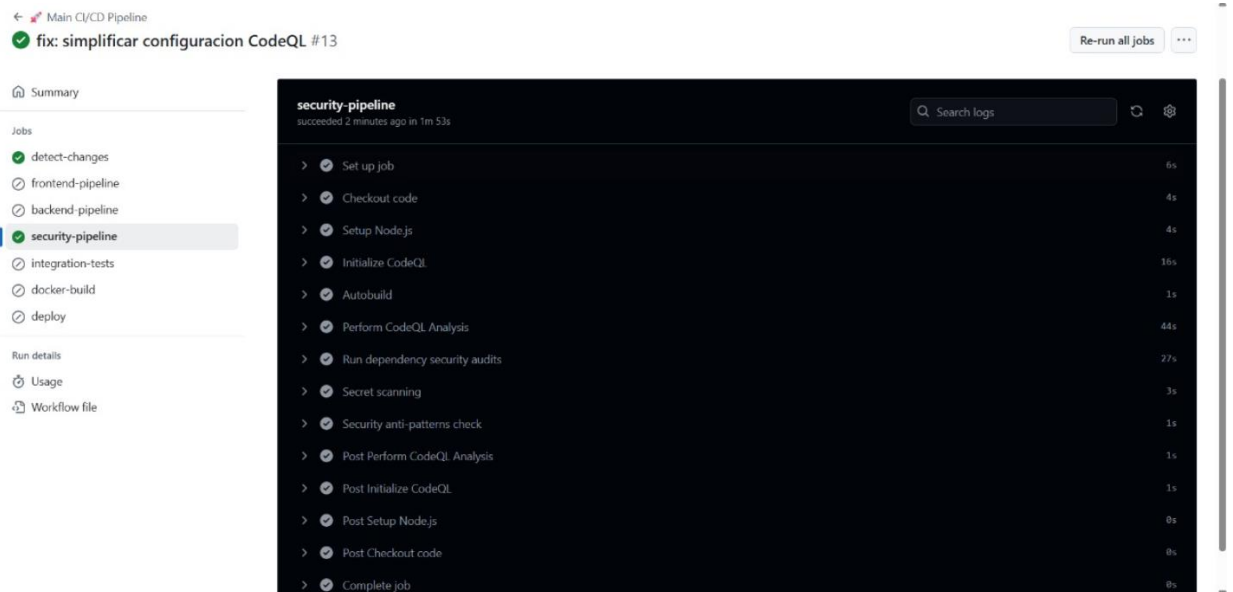 Main CI/CD Pipeline
fix: simplificar configuracion CodeQL #13
Re-run all jobs
Summary
Jobs
detect-changes
frontend-pipeline
backend-pipeline
security-pipeline
integration-tests
docker-build
deploy
Run details
Usage
Workflow file
security-pipeline
succeeded 2 minutes ago in 1m 53s
Search logs
Set up job 6s
Checkout code 4s
Setup Node.js 4s
Initialize CodeQL 16s
Autobuild 1s
Perform CodeQL Analysis 44s
Run dependency security audits 27s
Secret scanning 3s
Security anti-patterns check 1s
Post Perform CodeQL Analysis 1s
Post Initialize CodeQL 1s
Post Setup Node.js 0s
Post Checkout code 0s
Complete job 0s